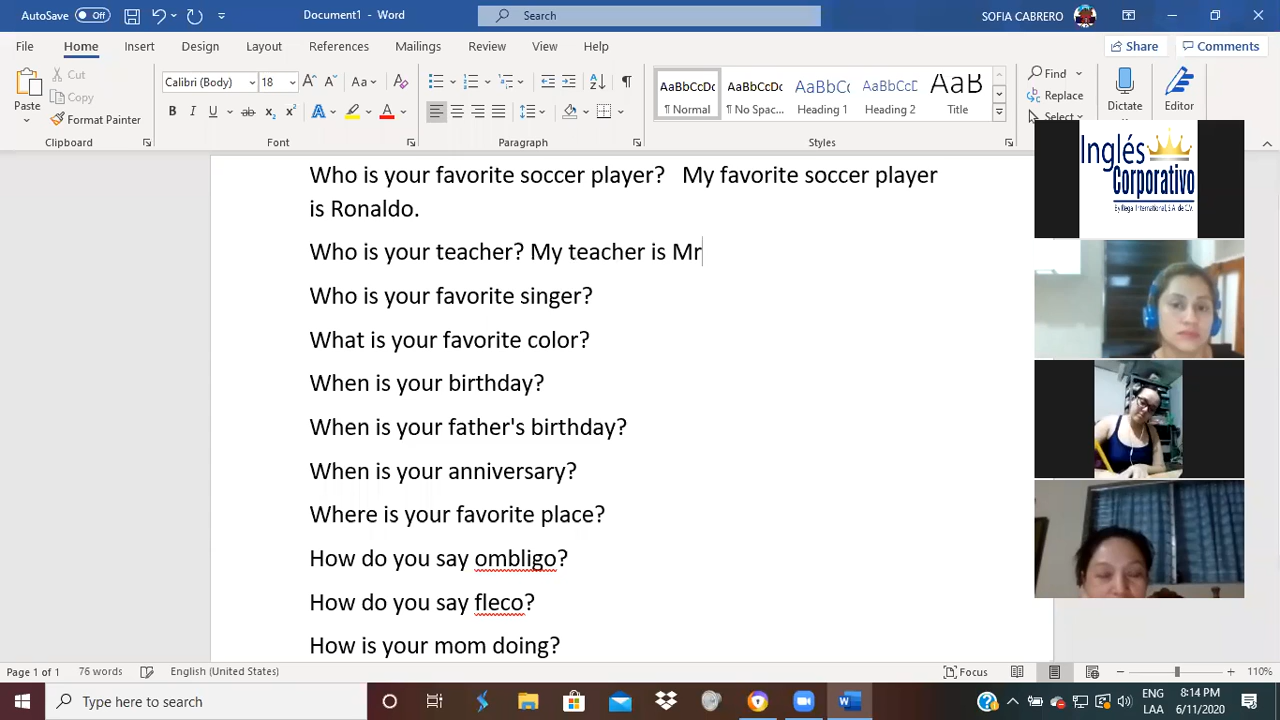 AutoSave Off Document1 - Word Search SOFIA CABRERO
File Home Insert Design Layout References Mailings Review View Help Share Comments
Paste Cut Copy Format Painter
Calibri (Body) 18
AaBbCcDc AaBbCcDc AaBbCc AaBbCcD AaB
¶ Normal ¶ No Spac... Heading 1 Heading 2 Title
Find Replace Select Dictate Editor
Clipboard Font Paragraph Styles
Inglés
Corporativo
Who is your favorite soccer player? My favorite soccer player
is Ronaldo.
Who is your teacher? My teacher is Mr
Who is your favorite singer?
What is your favorite color?
When is your birthday?
When is your father's birthday?
When is your anniversary?
Where is your favorite place?
How do you say ombligo?
How do you say fleco?
How is your mom doing?
Page 1 of 1 76 words English (United States) Focus 110%
Type here to search ENG 8:14 PM
LAA 6/11/2020